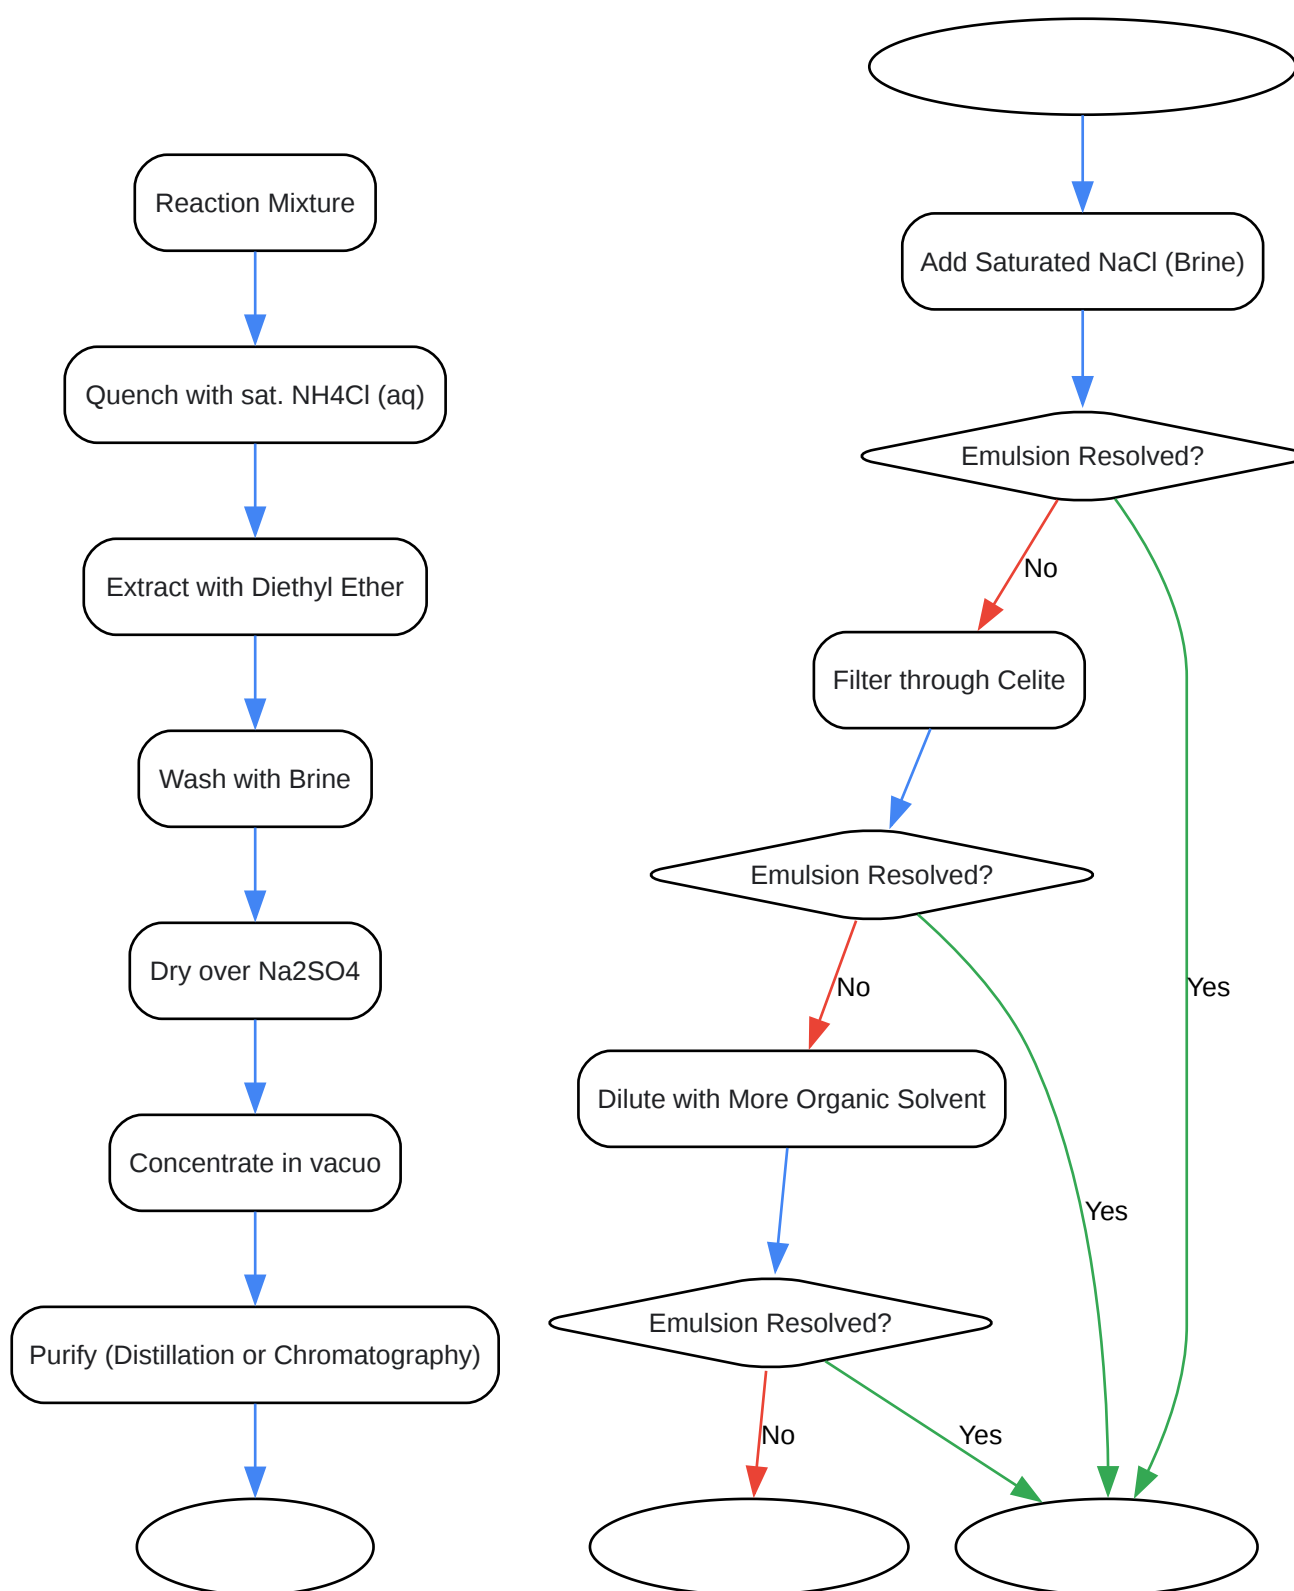 Reaction Mixture
Quench with sat. NH4Cl (aq)
Extract with Diethyl Ether
Wash with Brine
Dry over Na2SO4
Concentrate in vacuo
Purify (Distillation or Chromatography)
Add Saturated NaCl (Brine)
Emulsion Resolved?
No
Filter through Celite
Emulsion Resolved?
No
Yes
Dilute with More Organic Solvent
Yes
Emulsion Resolved?
No
Yes